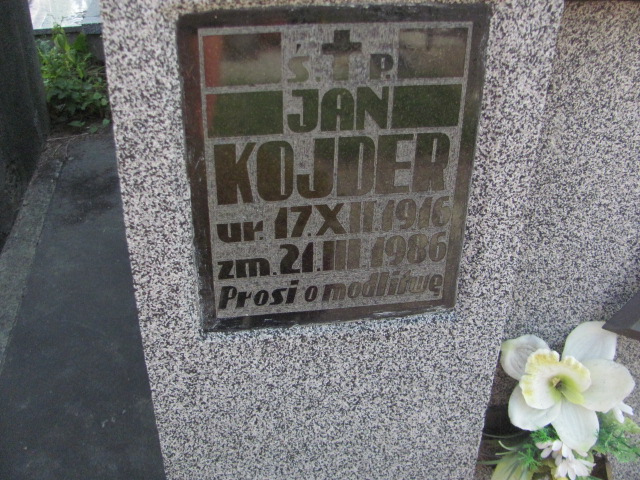 Ś. P.
JAN
KOJDER
ur. 17.XII.1916
zm. 21.III.1986
Prosi o modlitwę